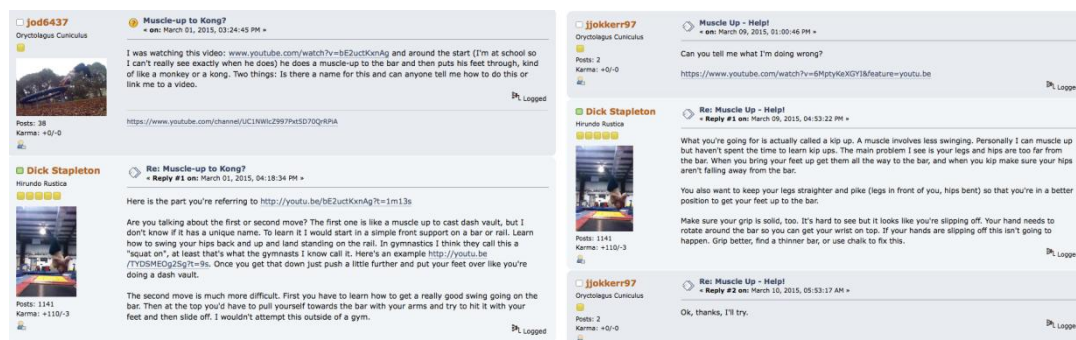 jod6437
Oryctolagus Cuniculus
Posts: 38
Karma: +0/-0
Muscle-up to Kong?
« on: March 01, 2015, 03:24:45 PM »
I was watching this video: www.youtube.com/watch?v=bE2uctKxnAg and around the start (I'm at school so
I can't really see exactly when he does) he does a muscle-up to the bar and then puts his feet through, kind
of like a monkey or a kong. Two things: Is there a name for this and can anyone tell me how to do this or
link me to a video.
Logged
https://www.youtube.com/channel/UC1NWIcZ997Pxt5D70QrRPiA
Dick Stapleton
Hirundo Rustica
Posts: 1141
Karma: +110/-3
Re: Muscle-up to Kong?
« Reply #1 on: March 01, 2015, 04:18:34 PM »
Here is the part you're referring to http://youtu.be/bE2uctKxnAg?t=1m13s
Are you talking about the first or second move? The first one is like a muscle up to cast dash vault, but I
don't know if it has a unique name. To learn it I would start in a simple front support on a bar or rail. Learn
how to swing your hips back and up and land standing on the rail. In gymnastics I think they call this a
"squat on", at least that's what the gymnasts I know call it. Here's an example http://youtu.be
/TYDSMEOg2Sg?t=9s. Once you get that down just push a little further and put your feet over like you're
doing a dash vault.
The second move is much more difficult. First you have to learn how to get a really good swing going on the
bar. Then at the top you'd have to pull yourself towards the bar with your arms and try to hit it with your
feet and then slide off. I wouldn't attempt this outside of a gym.
Logged
jjokkerr97
Oryctolagus Cuniculus
Posts: 2
Karma: +0/-0
Muscle Up - Help!
« on: March 09, 2015, 01:00:46 PM »
Can you tell me what I'm doing wrong?
https://www.youtube.com/watch?v=6MptyKeXGYI&feature=youtu.be
Logge
Dick Stapleton
Hirundo Rustica
Posts: 1141
Karma: +110/-3
Re: Muscle Up - Help!
« Reply #1 on: March 09, 2015, 04:53:22 PM »
What you're going for is actually called a kip up. A muscle involves less swinging. Personally I can muscle up
but haven't spent the time to learn kip ups. The main problem I see is your legs and hips are too far from
the bar. When you bring your feet up get them all the way to the bar, and when you kip make sure your hips
aren't falling away from the bar.
You also want to keep your legs straighter and pike (legs in front of you, hips bent) so that you're in a better
position to get your feet up to the bar.
Make sure your grip is solid, too. It's hard to see but it looks like you're slipping off. Your hand needs to
rotate around the bar so you can get your wrist on top. If your hands are slipping off this isn't going to
happen. Grip better, find a thinner bar, or use chalk to fix this.
Logge
jjokkerr97
Oryctolagus Cuniculus
Posts: 2
Karma: +0/-0
Re: Muscle Up - Help!
« Reply #2 on: March 10, 2015, 05:53:17 AM »
Ok, thanks, I'll try.
Logge